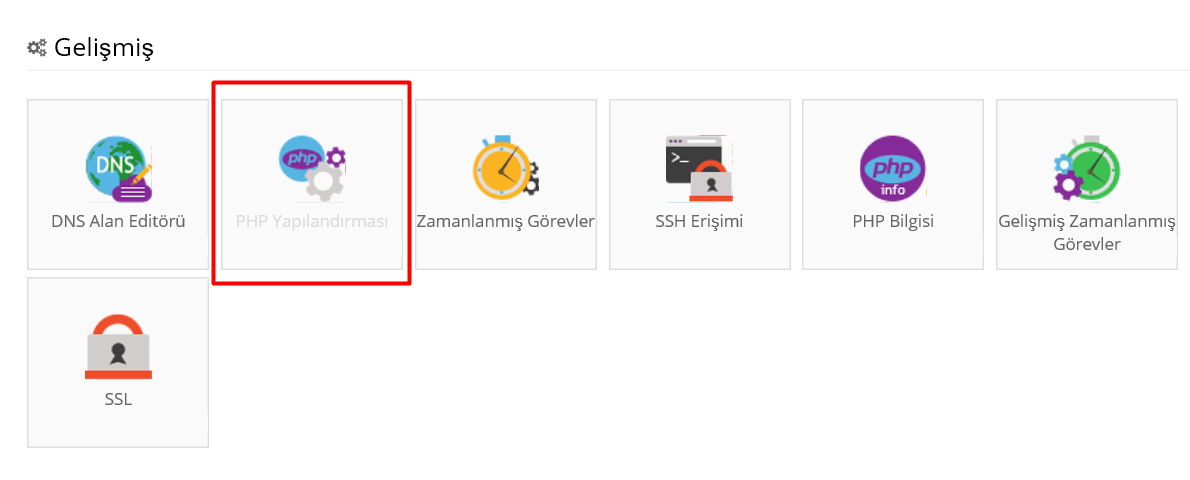 Gelişmiş
DNS
DNS Alan Editörü
php
PHP Yapılandırması
Zamanlanmış Görevler
>_
SSH Erişimi
php
info
PHP Bilgisi
Gelişmiş Zamanlanmış
Görevler
SSL